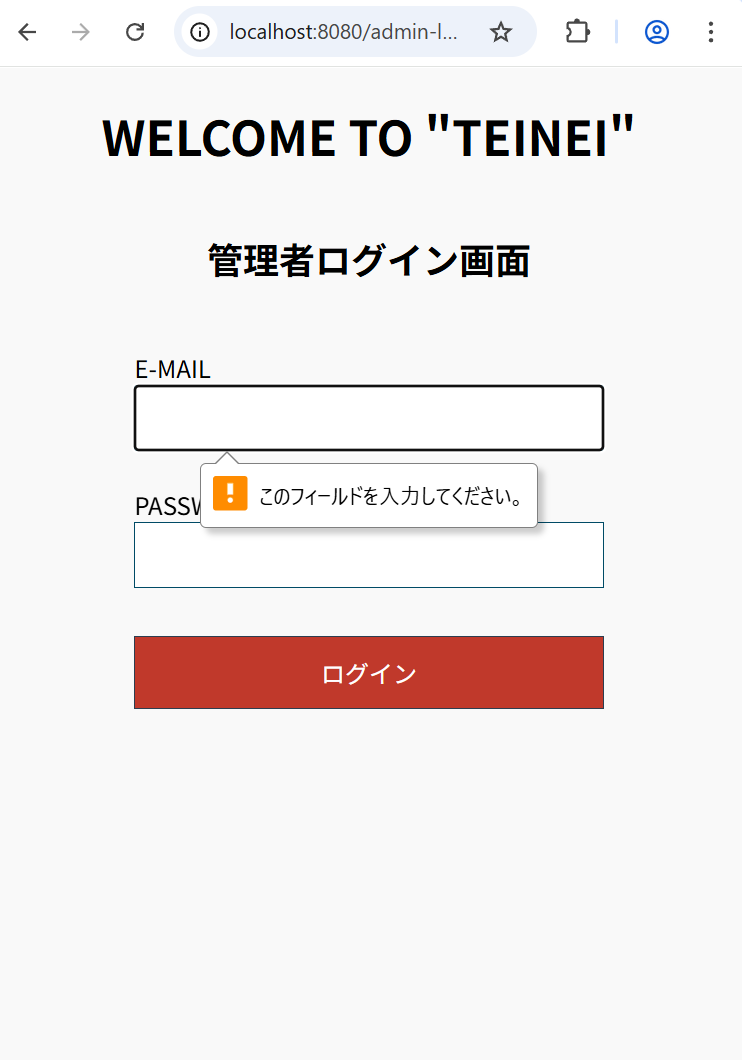 localhost:8080/admin-l...
WELCOME TO "TEINEI"
管理者ログイン画面
E-MAIL
このフィールドを入力してください。
PASSW
ログイン